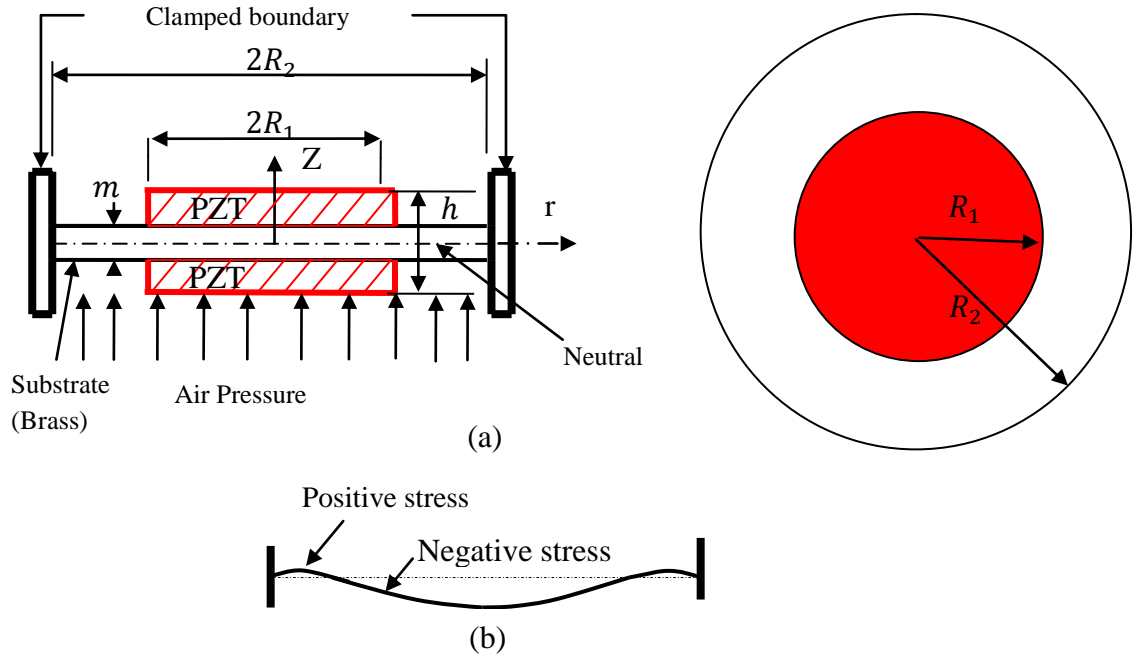 Clamped boundary
2R₂
2R₁
Z
m
PZT
h
r
PZT
Neutral
Substrate
(Brass)
Air Pressure
(a)
R₁
R₂
Positive stress
Negative stress
(b)